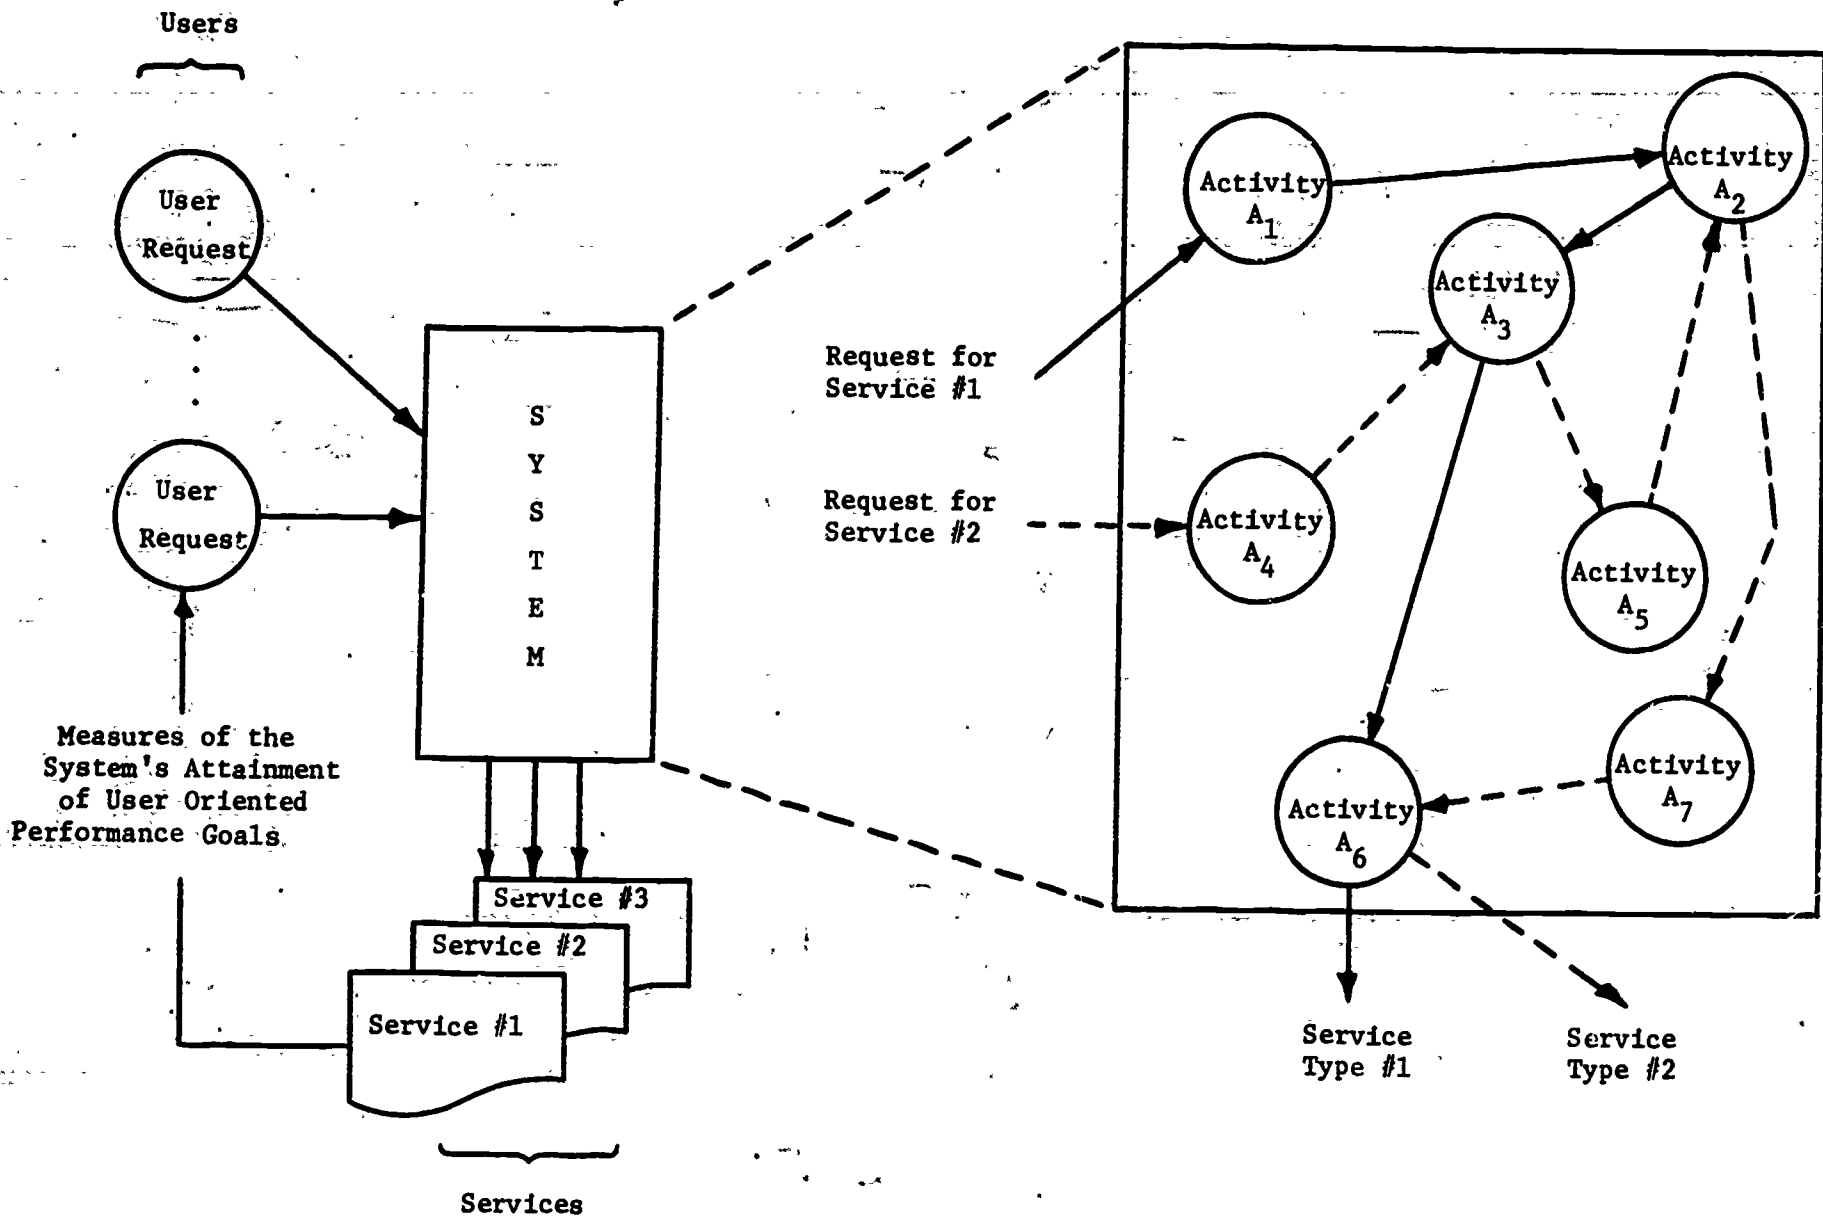 Users
User
Request
User
Request
S
Y
S
T
E
M
Measures of the
System's Attainment
of User Oriented
Performance Goals
Service #3
Service #2
Service #1
Services
Request for
Service #1
Request for
Service #2
Activity
A1
Activity
A2
Activity
A3
Activity
A4
Activity
A5
Activity
A6
Activity
A7
Service
Type #1
Service
Type #2